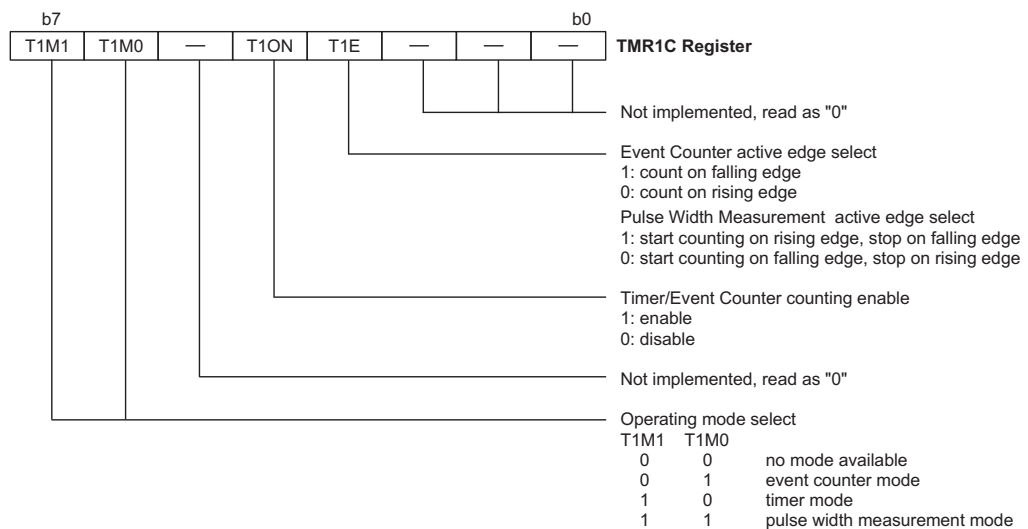 b7 b0
T1M1 T1M0 — T1ON T1E — — — TMR1C Register
Not implemented, read as "0"
Event Counter active edge select
1: count on falling edge
0: count on rising edge
Pulse Width Measurement active edge select
1: start counting on rising edge, stop on falling edge
0: start counting on falling edge, stop on rising edge
Timer/Event Counter counting enable
1: enable
0: disable
Not implemented, read as "0"
Operating mode select
T1M1 T1M0
0 0 no mode available
0 1 event counter mode
1 0 timer mode
1 1 pulse width measurement mode